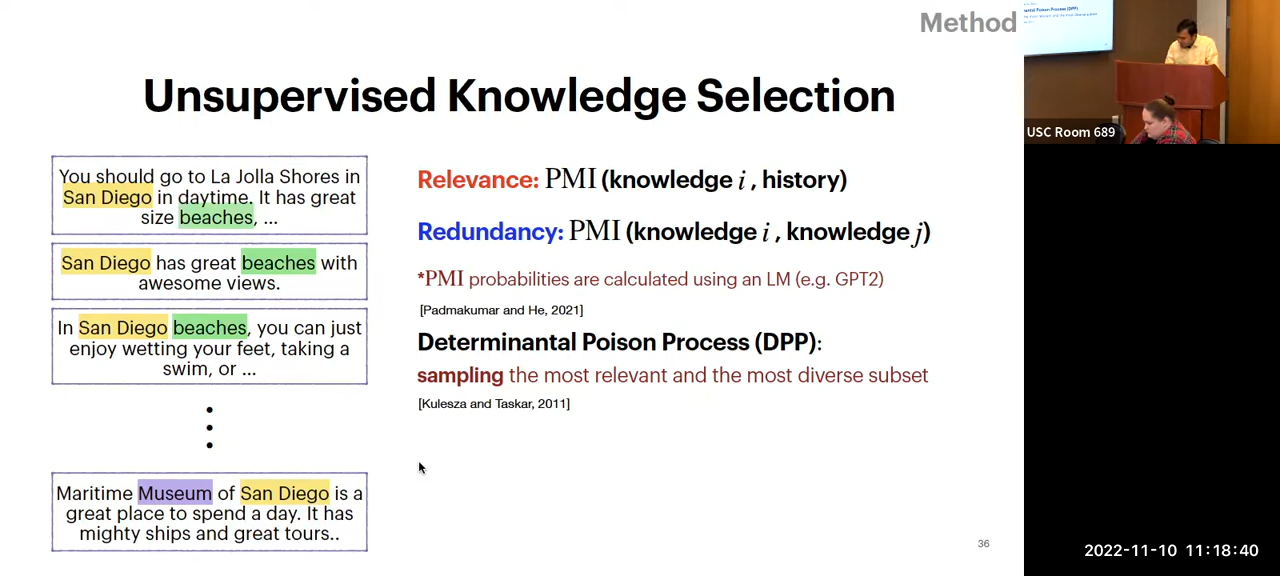 Method
Unsupervised Knowledge Selection
You should go to La Jolla Shores in
San Diego in daytime. It has great
size beaches, ...
San Diego has great beaches with
awesome views.
In San Diego beaches, you can just
enjoy wetting your feet, taking a
swim, or ...
Maritime Museum of San Diego is a
great place to spend a day. It has
mighty ships and great tours..
Relevance: PMI (knowledge i , history)
Redundancy: PMI (knowledge i , knowledge j)
*PMI probabilities are calculated using an LM (e.g. GPT2)
[Padmakumar and He, 2021]
Determinantal Poison Process (DPP):
sampling the most relevant and the most diverse subset
[Kulesza and Taskar, 2011]
36
antal Poison Process (DPP)
USC Room 689
2022-11-10 11:18:40